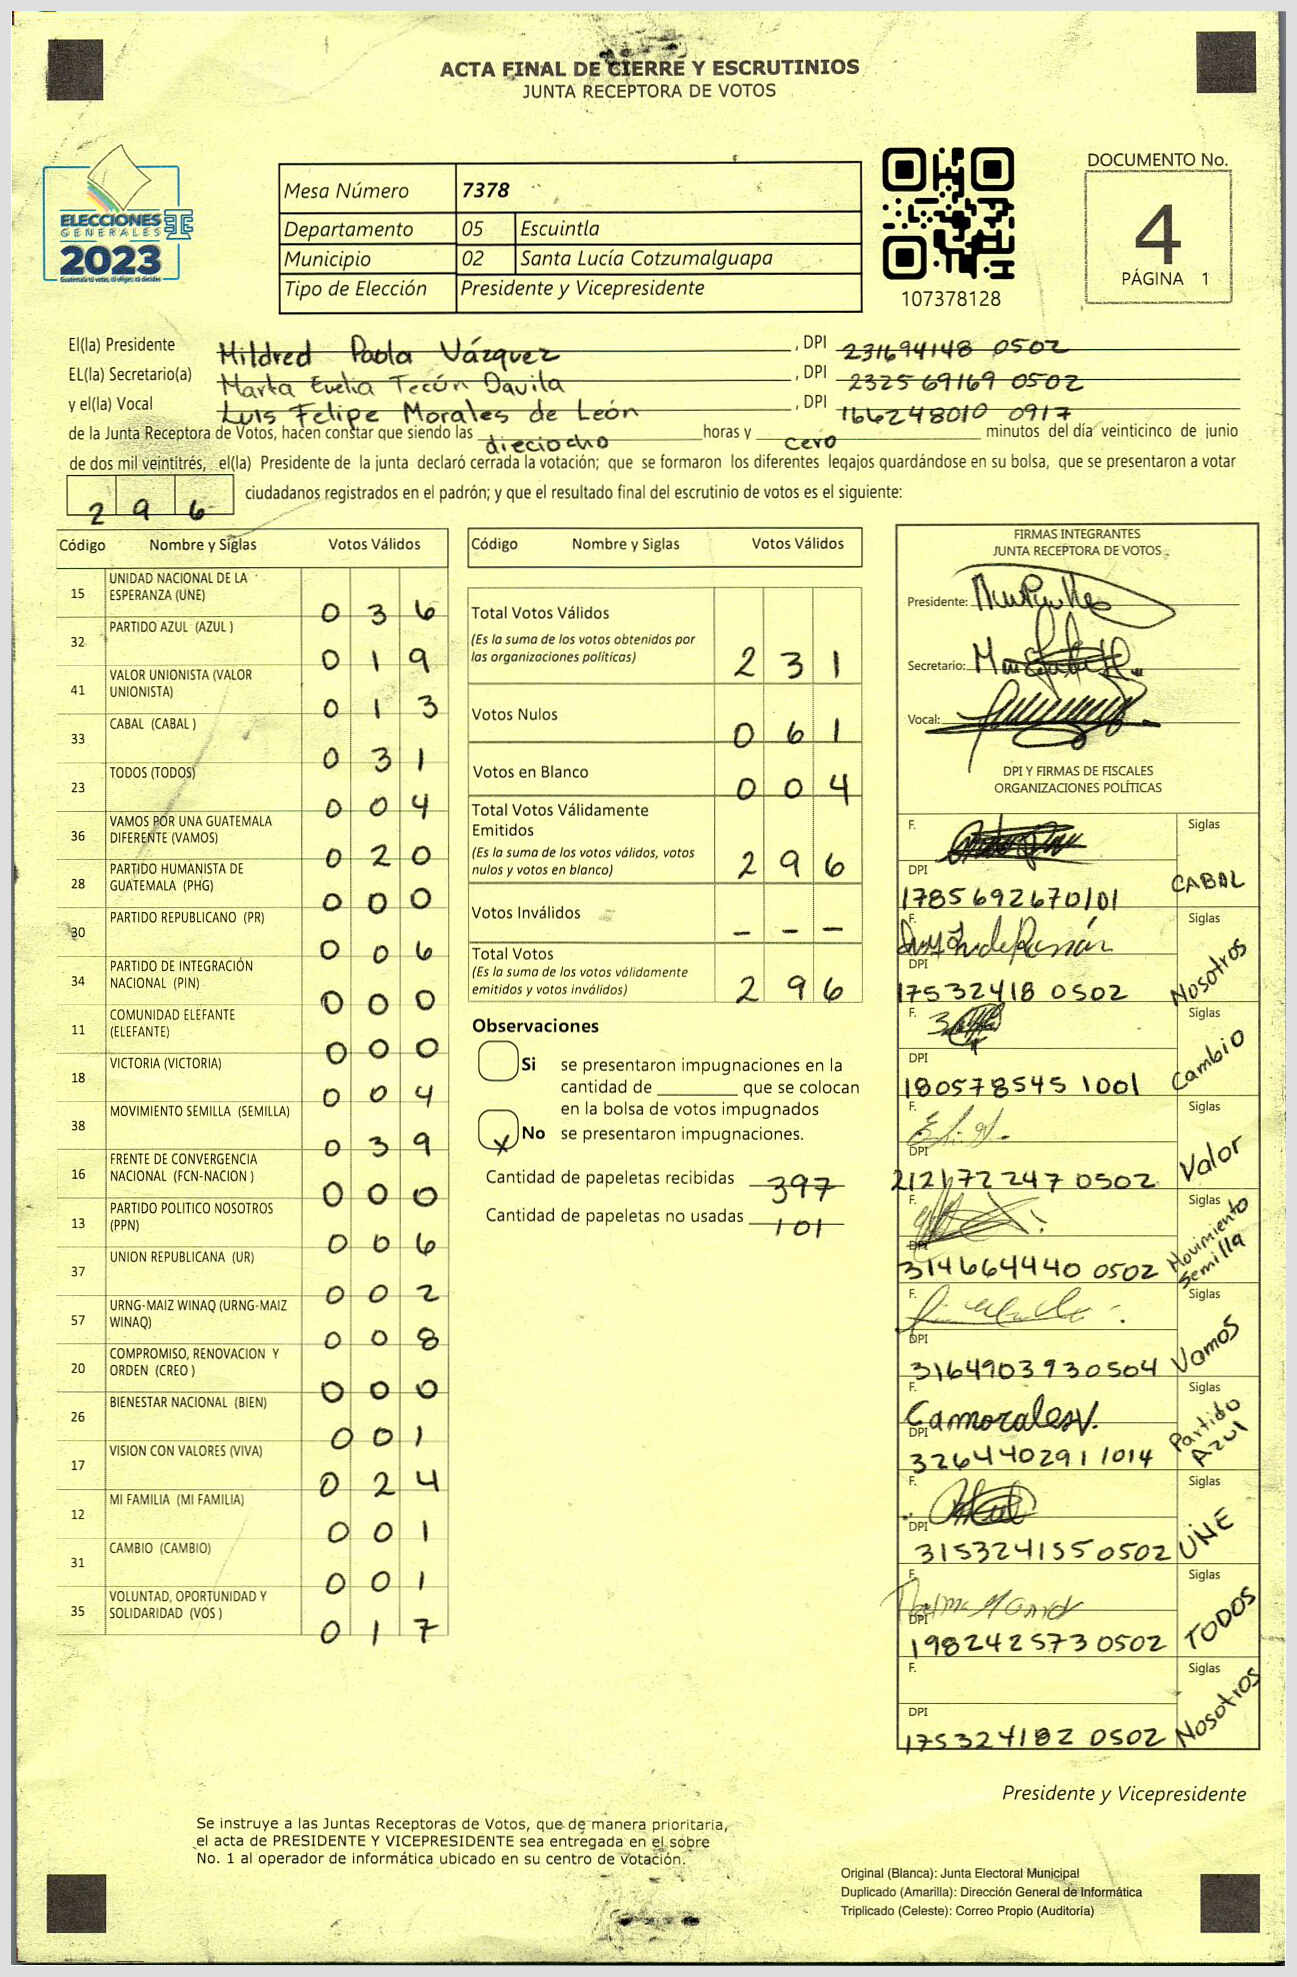 ACTA FINAL DE CIERRE Y ESCRUTINIOS
JUNTA RECEPTORA DE VOTOS
ELECCIONES
GENERALES
2023
Mesa Número 7378
Departamento 05 Escuintla
Municipio 02 Santa Lucía Cotzumalguapa
Tipo de Elección Presidente y Vicepresidente
107378128
DOCUMENTO No.
4
PÁGINA 1
El(la) Presidente Mildred Paola Vázquez, DPI 231694148 0502
EL(la) Secretario(a) Marta Evelia Tecún Davila, DPI 232569169 0502
y el(la) Vocal Luis Felipe Morales de León, DPI 166248010 0917
de la Junta Receptora de Votos, hacen constar que siendo las dieciocho horas y cero minutos del día veinticinco de junio
de dos mil veintitrés, el(la) Presidente de la junta declaró cerrada la votación; que se formaron los diferentes legajos guardándose en su bolsa, que se presentaron a votar
2 9 6 ciudadanos registrados en el padrón; y que el resultado final del escrutinio de votos es el siguiente:
Código Nombre y Siglas Votos Válidos
15 UNIDAD NACIONAL DE LA ESPERANZA (UNE) 0 3 6
32 PARTIDO AZUL (AZUL ) 0 1 9
41 VALOR UNIONISTA (VALOR UNIONISTA) 0 1 3
33 CABAL (CABAL ) 0 3 1
23 TODOS (TODOS) 0 0 4
36 VAMOS POR UNA GUATEMALA DIFERENTE (VAMOS) 0 2 0
28 PARTIDO HUMANISTA DE GUATEMALA (PHG) 0 0 0
30 PARTIDO REPUBLICANO (PR) 0 0 6
34 PARTIDO DE INTEGRACIÓN NACIONAL (PIN) 0 0 0
11 COMUNIDAD ELEFANTE (ELEFANTE) 0 0 0
18 VICTORIA (VICTORIA) 0 0 4
38 MOVIMIENTO SEMILLA (SEMILLA) 0 3 9
16 FRENTE DE CONVERGENCIA NACIONAL (FCN-NACION ) 0 0 0
13 PARTIDO POLITICO NOSOTROS (PPN) 0 0 6
37 UNION REPUBLICANA (UR) 0 0 2
57 URNG-MAIZ WINAQ (URNG-MAIZ WINAQ) 0 0 8
20 COMPROMISO, RENOVACION Y ORDEN (CREO ) 0 0 0
26 BIENESTAR NACIONAL (BIEN) 0 0 1
17 VISION CON VALORES (VIVA) 0 2 4
12 MI FAMILIA (MI FAMILIA) 0 0 1
31 CAMBIO (CAMBIO) 0 0 1
35 VOLUNTAD, OPORTUNIDAD Y SOLIDARIDAD (VOS ) 0 1 7
Código Nombre y Siglas Votos Válidos
Total Votos Válidos
(Es la suma de los votos obtenidos por
las organizaciones políticas) 2 3 1
Votos Nulos 0 6 1
Votos en Blanco 0 0 4
Total Votos Válidamente
Emitidos
(Es la suma de los votos válidos, votos
nulos y votos en blanco) 2 9 6
Votos Inválidos - - -
Total Votos
(Es la suma de los votos válidamente
emitidos y votos inválidos) 2 9 6
Observaciones
Si se presentaron impugnaciones en la
cantidad de ________ que se colocan
en la bolsa de votos impugnados
X No se presentaron impugnaciones.
Cantidad de papeletas recibidas 397
Cantidad de papeletas no usadas 101
FIRMAS INTEGRANTES
JUNTA RECEPTORA DE VOTOS
Presidente:
Secretario:
Vocal:
DPI Y FIRMAS DE FISCALES
ORGANIZACIONES POLÍTICAS
F. Siglas
DPI 1785692670101 CABAL
F. Siglas
DPI 17532418 0502 Nosotros
F. Siglas
DPI 180578545 1001 Cambio
F. Siglas
DPI 212172247 0502 Valor
F. Siglas
DPI 314664440 0502 Movimiento Semilla
F. Siglas
DPI 3164903930504 Vamos
F. Camorales V. Siglas
DPI 326440291 1014 Partido Azul
F. Siglas
DPI 315324155 0502 UNE
F. Siglas
DPI 198242573 0502 TODOS
F. Siglas
DPI 175324182 0502 Nosotros
Presidente y Vicepresidente
Se instruye a las Juntas Receptoras de Votos, que de manera prioritaria,
el acta de PRESIDENTE Y VICEPRESIDENTE sea entregada en el sobre
No. 1 al operador de informática ubicado en su centro de votación.
Original (Blanca): Junta Electoral Municipal
Duplicado (Amarilla): Dirección General de Informática
Triplicado (Celeste): Correo Propio (Auditoria)